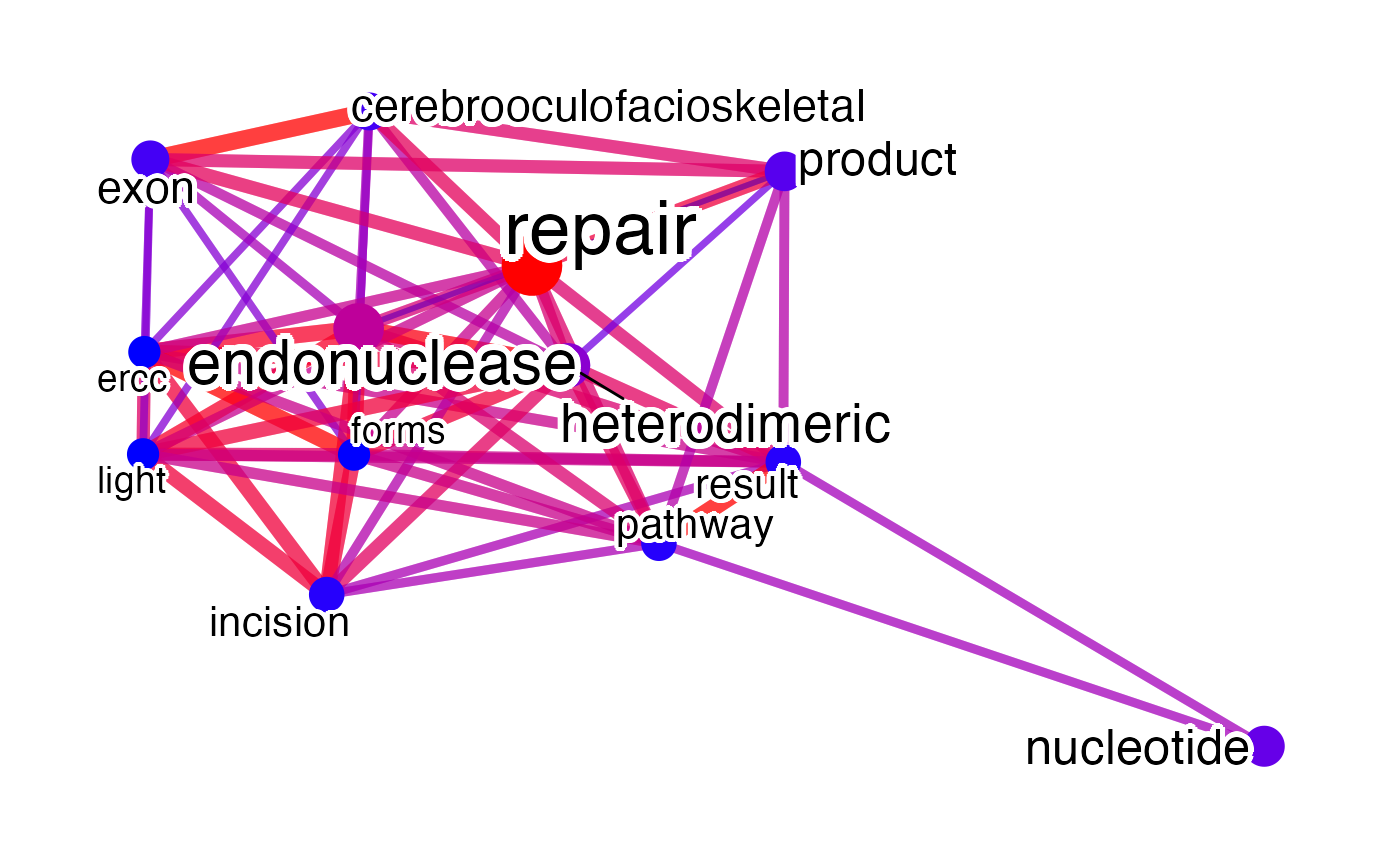 cerebrooculofacioskeletal
product
exon
repair
ercc
endonuclease
heterodimeric
forms
light
result
pathway
incision
nucleotide